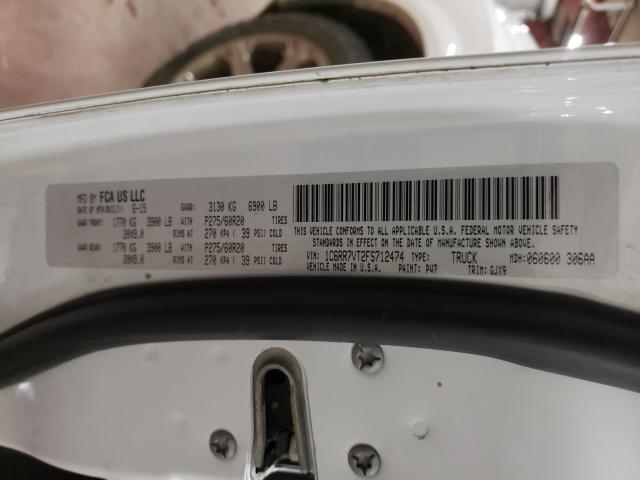 MFD BY FCA US LLC
DATE OF MFR/BUILT: 6-15 GVWR: 3130 KG 6900 LB
GAWR FRONT: 1770 KG 3900 LB WITH P275/60R20 TIRES
20X9.0 RIMS AT 270 KPA ( 39 PSI) COLD
GAWR REAR: 1770 KG 3900 LB WITH P275/60R20 TIRES
20X9.0 RIMS AT 270 KPA ( 39 PSI) COLD
THIS VEHICLE CONFORMS TO ALL APPLICABLE U.S.A. FEDERAL MOTOR VEHICLE SAFETY
STANDARDS IN EFFECT ON THE DATE OF MANUFACTURE SHOWN ABOVE.
VIN: 1C6RR7VT2FS712474 TYPE: TRUCK MDH: 060600 306AA
VEHICLE MADE IN U.S.A. PAINT: PW7 TRIM: GJX9